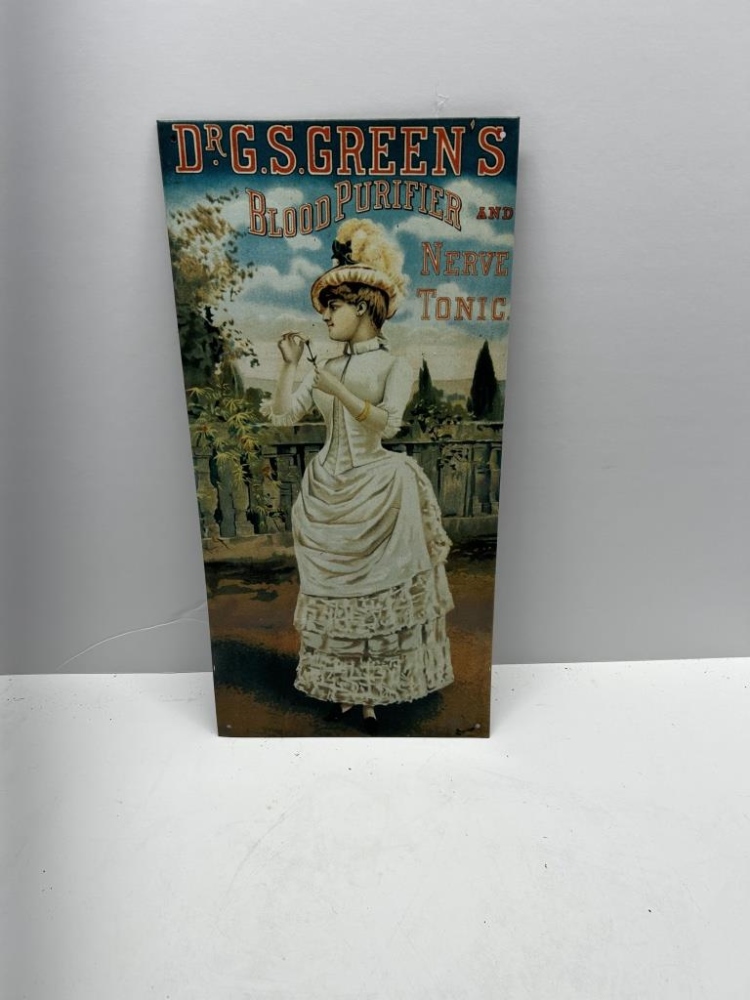 DR. G.S. GREEN'S
BLOOD PURIFIER AND
NERVE
TONIC.